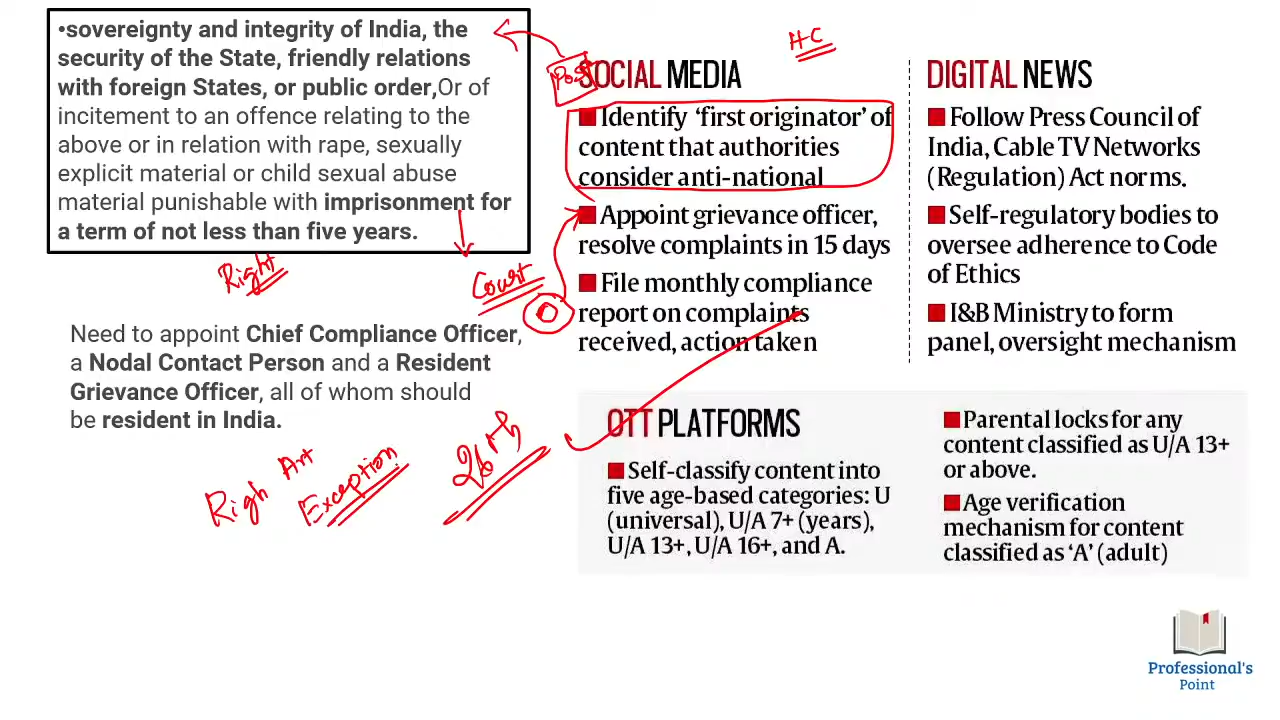 •sovereignty and integrity of India, the
security of the State, friendly relations
with foreign States, or public order,Or of
incitement to an offence relating to the
above or in relation with rape, sexually
explicit material or child sexual abuse
material punishable with imprisonment for
a term of not less than five years.
Right
Court
Need to appoint Chief Compliance Officer,
a Nodal Contact Person and a Resident
Grievance Officer, all of whom should
be resident in India.
Righ Art
Exception
26th
H-C
Post
SOCIAL MEDIA
■ Identify ‘first originator’ of
content that authorities
consider anti-national
■ Appoint grievance officer,
resolve complaints in 15 days
■ File monthly compliance
report on complaints
received, action taken
DIGITAL NEWS
■ Follow Press Council of
India, Cable TV Networks
(Regulation) Act norms.
■ Self-regulatory bodies to
oversee adherence to Code
of Ethics
■ I&B Ministry to form
panel, oversight mechanism
OTT PLATFORMS
■ Self-classify content into
five age-based categories: U
(universal), U/A 7+ (years),
U/A 13+, U/A 16+, and A.
■ Parental locks for any
content classified as U/A 13+
or above.
■ Age verification
mechanism for content
classified as ‘A’ (adult)
Professional's
Point